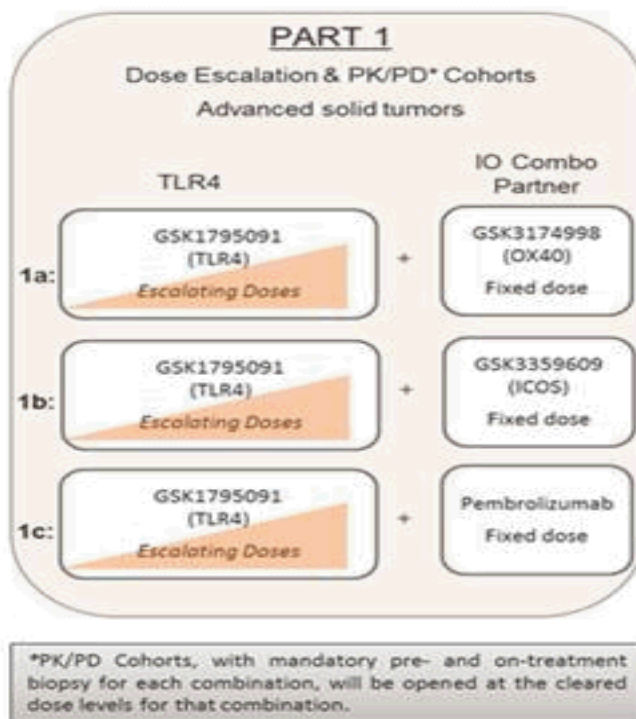 PART 1
Dose Escalation & PK/PD* Cohorts
Advanced solid tumors
TLR4
IO Combo
Partner
1a:
GSK1795091
(TLR4)
Escalating Doses
+
GSK3174998
(OX40)
Fixed dose
1b:
GSK1795091
(TLR4)
Escalating Doses
+
GSK3359609
(ICOS)
Fixed dose
1c:
GSK1795091
(TLR4)
Escalating Doses
+
Pembrolizumab
Fixed dose
*PK/PD Cohorts, with mandatory pre- and on-treatment
biopsy for each combination, will be opened at the cleared
dose levels for that combination.